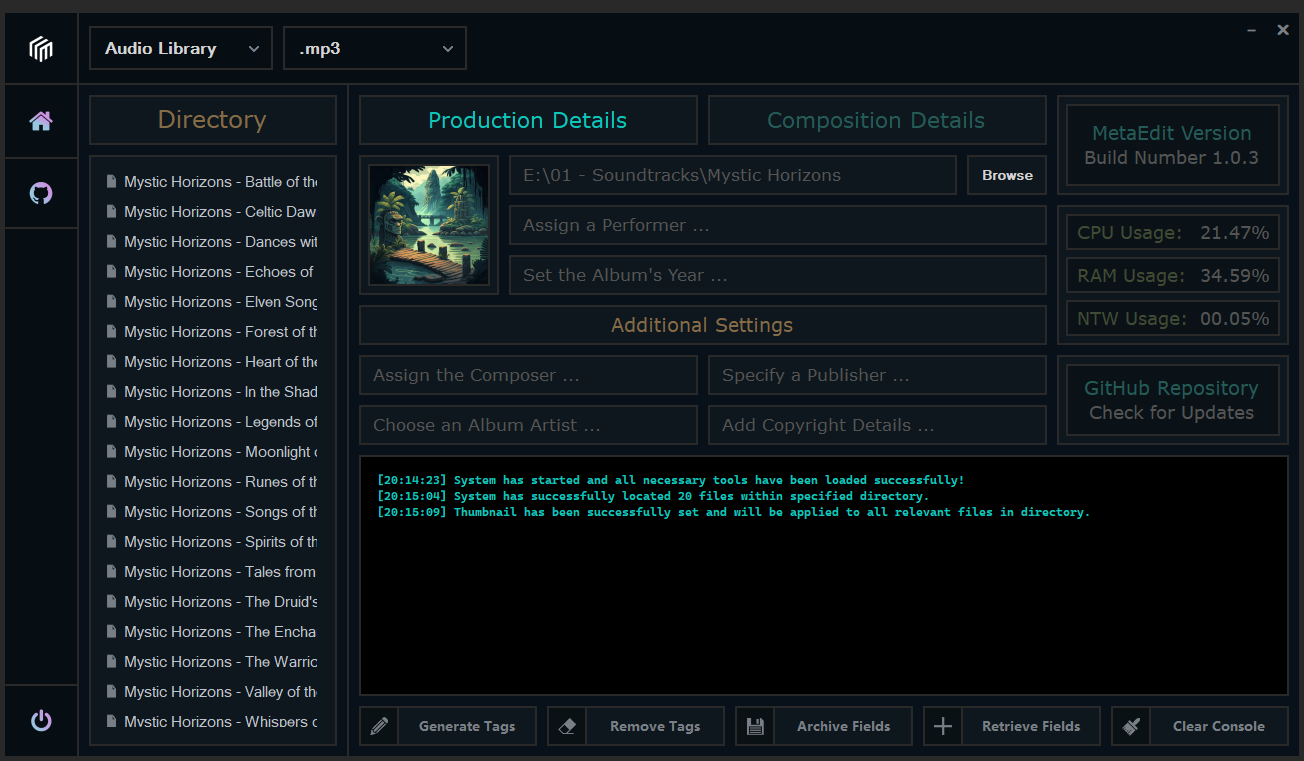 Audio Library
.mp3
Directory
Mystic Horizons - Battle of the
Mystic Horizons - Celtic Daw
Mystic Horizons - Dances wit
Mystic Horizons - Echoes of
Mystic Horizons - Elven Song
Mystic Horizons - Forest of th
Mystic Horizons - Heart of the
Mystic Horizons - In the Shad
Mystic Horizons - Legends of
Mystic Horizons - Moonlight
Mystic Horizons - Runes of th
Mystic Horizons - Songs of th
Mystic Horizons - Spirits of th
Mystic Horizons - Tales from
Mystic Horizons - The Druid's
Mystic Horizons - The Encha
Mystic Horizons - The Warrio
Mystic Horizons - Valley of the
Mystic Horizons - Whispers
Production Details
Composition Details
E:\01 - Soundtracks\Mystic Horizons
Browse
Assign a Performer ...
Set the Album's Year ...
Additional Settings
Assign the Composer ...
Specify a Publisher ...
Choose an Album Artist ...
Add Copyright Details ...
MetaEdit Version
Build Number 1.0.3
CPU Usage: 21.47%
RAM Usage: 34.59%
NTW Usage: 00.05%
GitHub Repository
Check for Updates
[20:14:23] System has started and all necessary tools have been loaded successfully!
[20:15:04] System has successfully located 20 files within specified directory.
[20:15:09] Thumbnail has been successfully set and will be applied to all relevant files in directory.
Generate Tags
Remove Tags
Archive Fields
Retrieve Fields
Clear Console